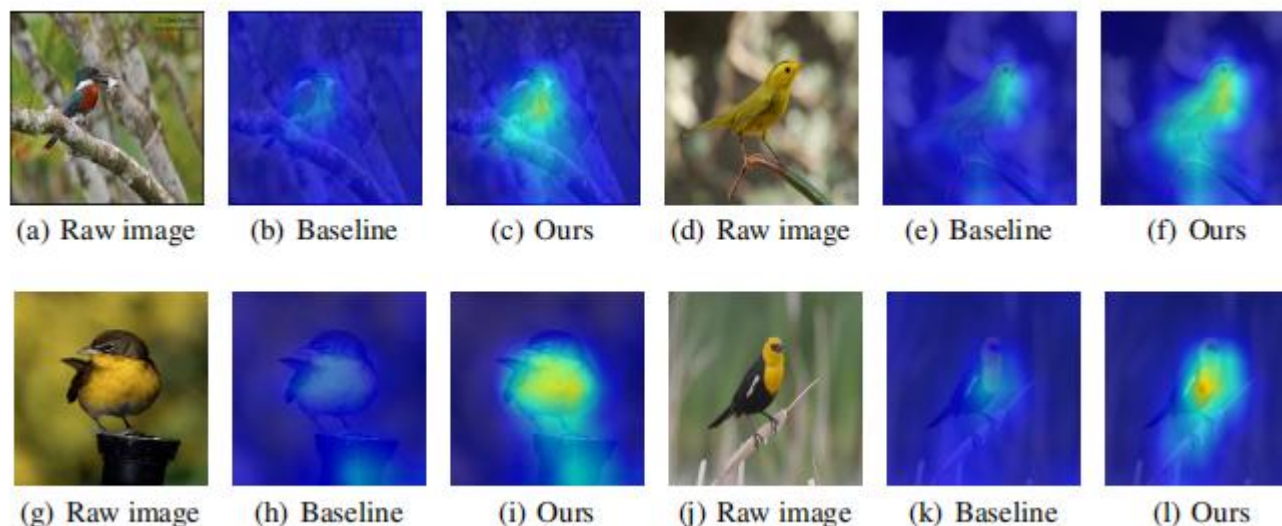 (a) Raw image (b) Baseline (c) Ours (d) Raw image (e) Baseline (f) Ours
(g) Raw image (h) Baseline (i) Ours (j) Raw image (k) Baseline (l) Ours